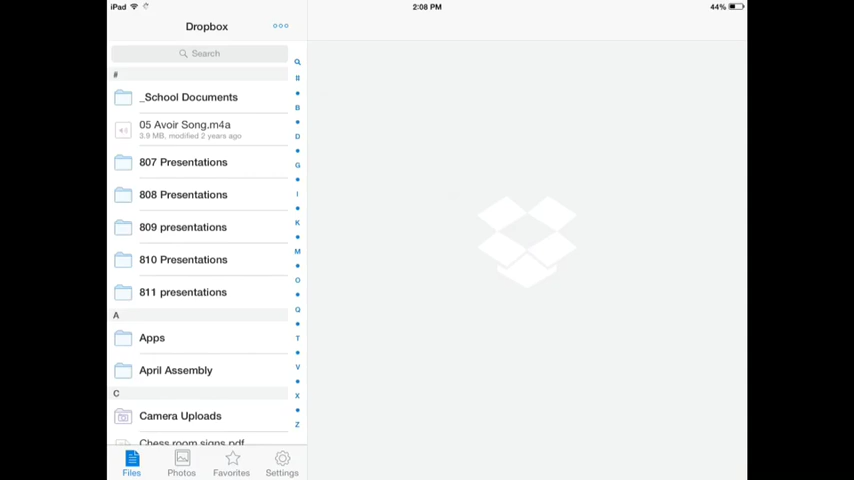 iPad
2:08 PM
44%
Dropbox
Search
#
_School Documents
05 Avoir Song.m4a
3.9 MB, modified 2 years ago
807 Presentations
808 Presentations
809 presentations
810 Presentations
811 presentations
A
Apps
April Assembly
C
Camera Uploads
Chess room signs.pdf
#
B
D
G
I
K
M
O
Q
T
V
X
Z
Files
Photos
Favorites
Settings